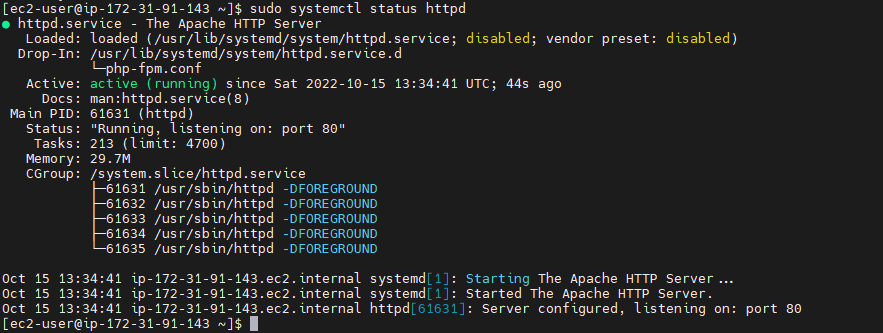 [ec2-user@ip-172-31-91-143 ~]$ sudo systemctl status httpd
● httpd.service - The Apache HTTP Server
   Loaded: loaded (/usr/lib/systemd/system/httpd.service; disabled; vendor preset: disabled)
  Drop-In: /usr/lib/systemd/system/httpd.service.d
           └─php-fpm.conf
   Active: active (running) since Sat 2022-10-15 13:34:41 UTC; 44s ago
     Docs: man:httpd.service(8)
 Main PID: 61631 (httpd)
   Status: "Running, listening on: port 80"
    Tasks: 213 (limit: 4700)
   Memory: 29.7M
   CGroup: /system.slice/httpd.service
           ├─61631 /usr/sbin/httpd -DFOREGROUND
           ├─61632 /usr/sbin/httpd -DFOREGROUND
           ├─61633 /usr/sbin/httpd -DFOREGROUND
           ├─61634 /usr/sbin/httpd -DFOREGROUND
           └─61635 /usr/sbin/httpd -DFOREGROUND

Oct 15 13:34:41 ip-172-31-91-143.ec2.internal systemd[1]: Starting The Apache HTTP Server...
Oct 15 13:34:41 ip-172-31-91-143.ec2.internal systemd[1]: Started The Apache HTTP Server.
Oct 15 13:34:41 ip-172-31-91-143.ec2.internal httpd[61631]: Server configured, listening on: port 80
[ec2-user@ip-172-31-91-143 ~]$